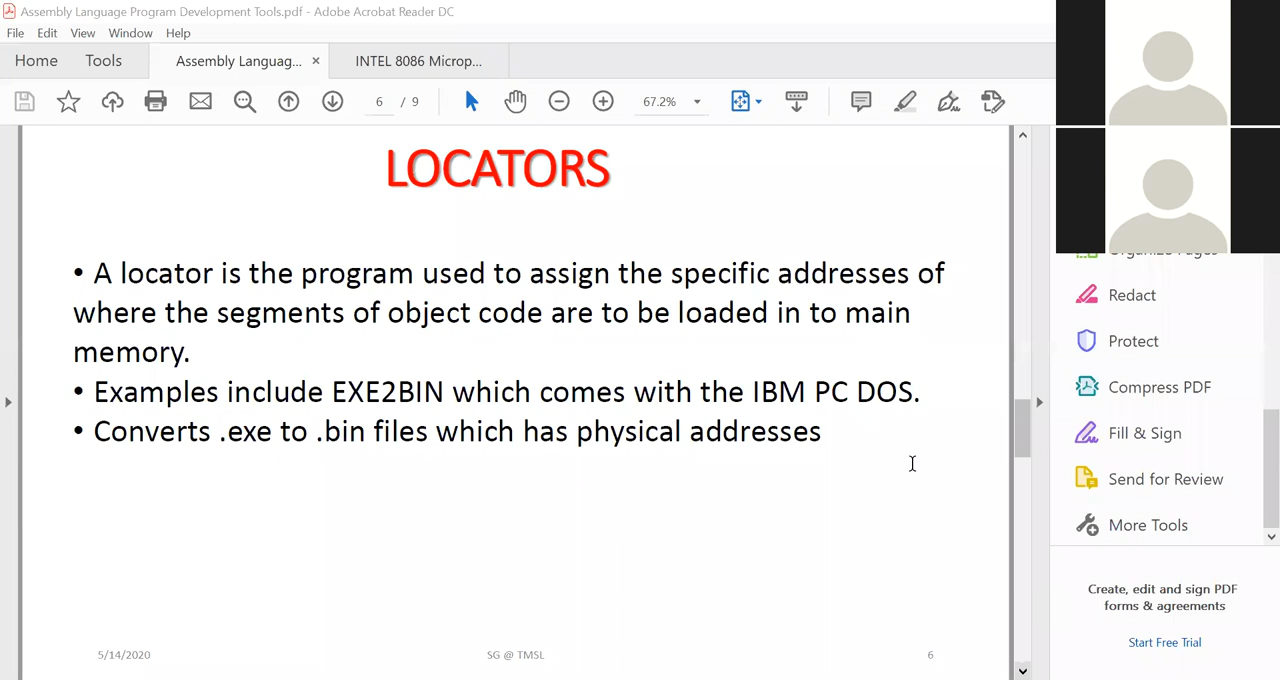 Assembly Language Program Development Tools.pdf - Adobe Acrobat Reader DC
File Edit View Window Help
Home Tools Assembly Languag... × INTEL 8086 Microp...
6 / 9 67.2%
LOCATORS
• A locator is the program used to assign the specific addresses of
where the segments of object code are to be loaded in to main
memory.
• Examples include EXE2BIN which comes with the IBM PC DOS.
• Converts .exe to .bin files which has physical addresses
5/14/2020 SG @ TMSL 6
Organize Pages
Redact
Protect
Compress PDF
Fill & Sign
Send for Review
More Tools
Create, edit and sign PDF
forms & agreements
Start Free Trial